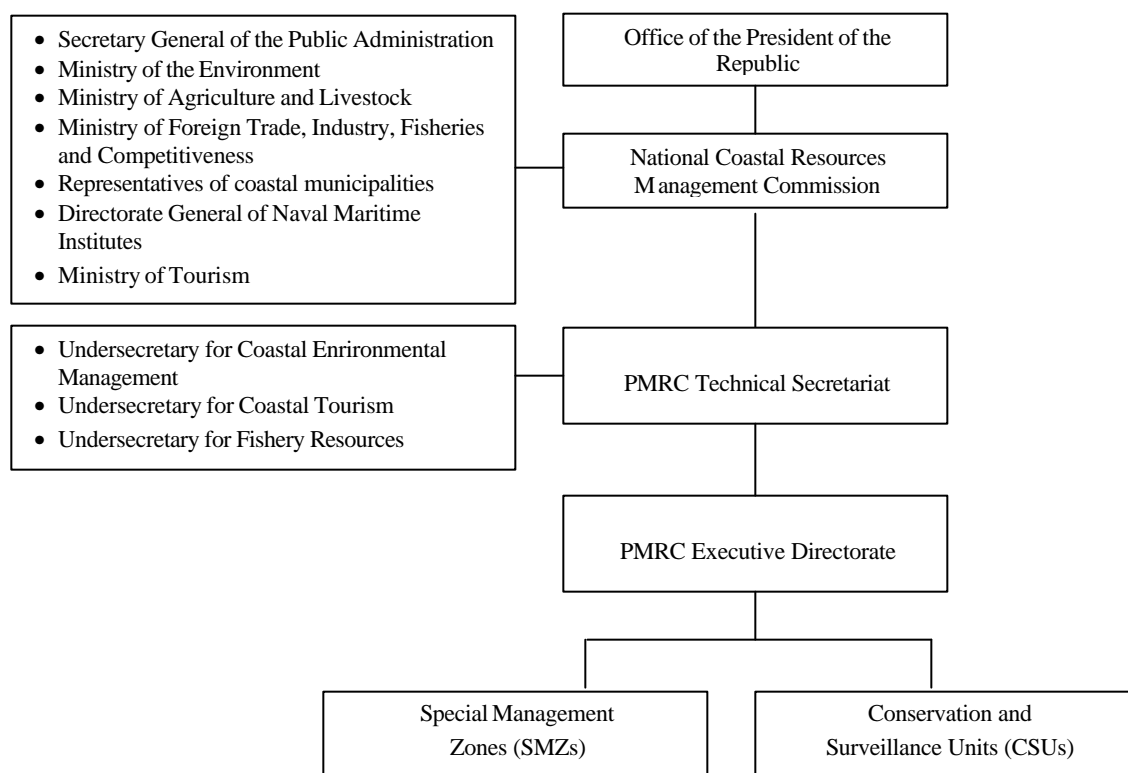 • Secretary General of the Public Administration
• Ministry of the Environment
• Ministry of Agriculture and Livestock
• Ministry of Foreign Trade, Industry, Fisheries
and Competitiveness
• Representatives of coastal municipalities
• Directorate General of Naval Maritime
Institutes
• Ministry of Tourism
Office of the President of the
Republic
National Coastal Resources
Management Commission
• Undersecretary for Coastal Enrironmental
Management
• Undersecretary for Coastal Tourism
• Undersecretary for Fishery Resources
PMRC Technical Secretariat
PMRC Executive Directorate
Special Management
Zones (SMZs)
Conservation and
Surveillance Units (CSUs)